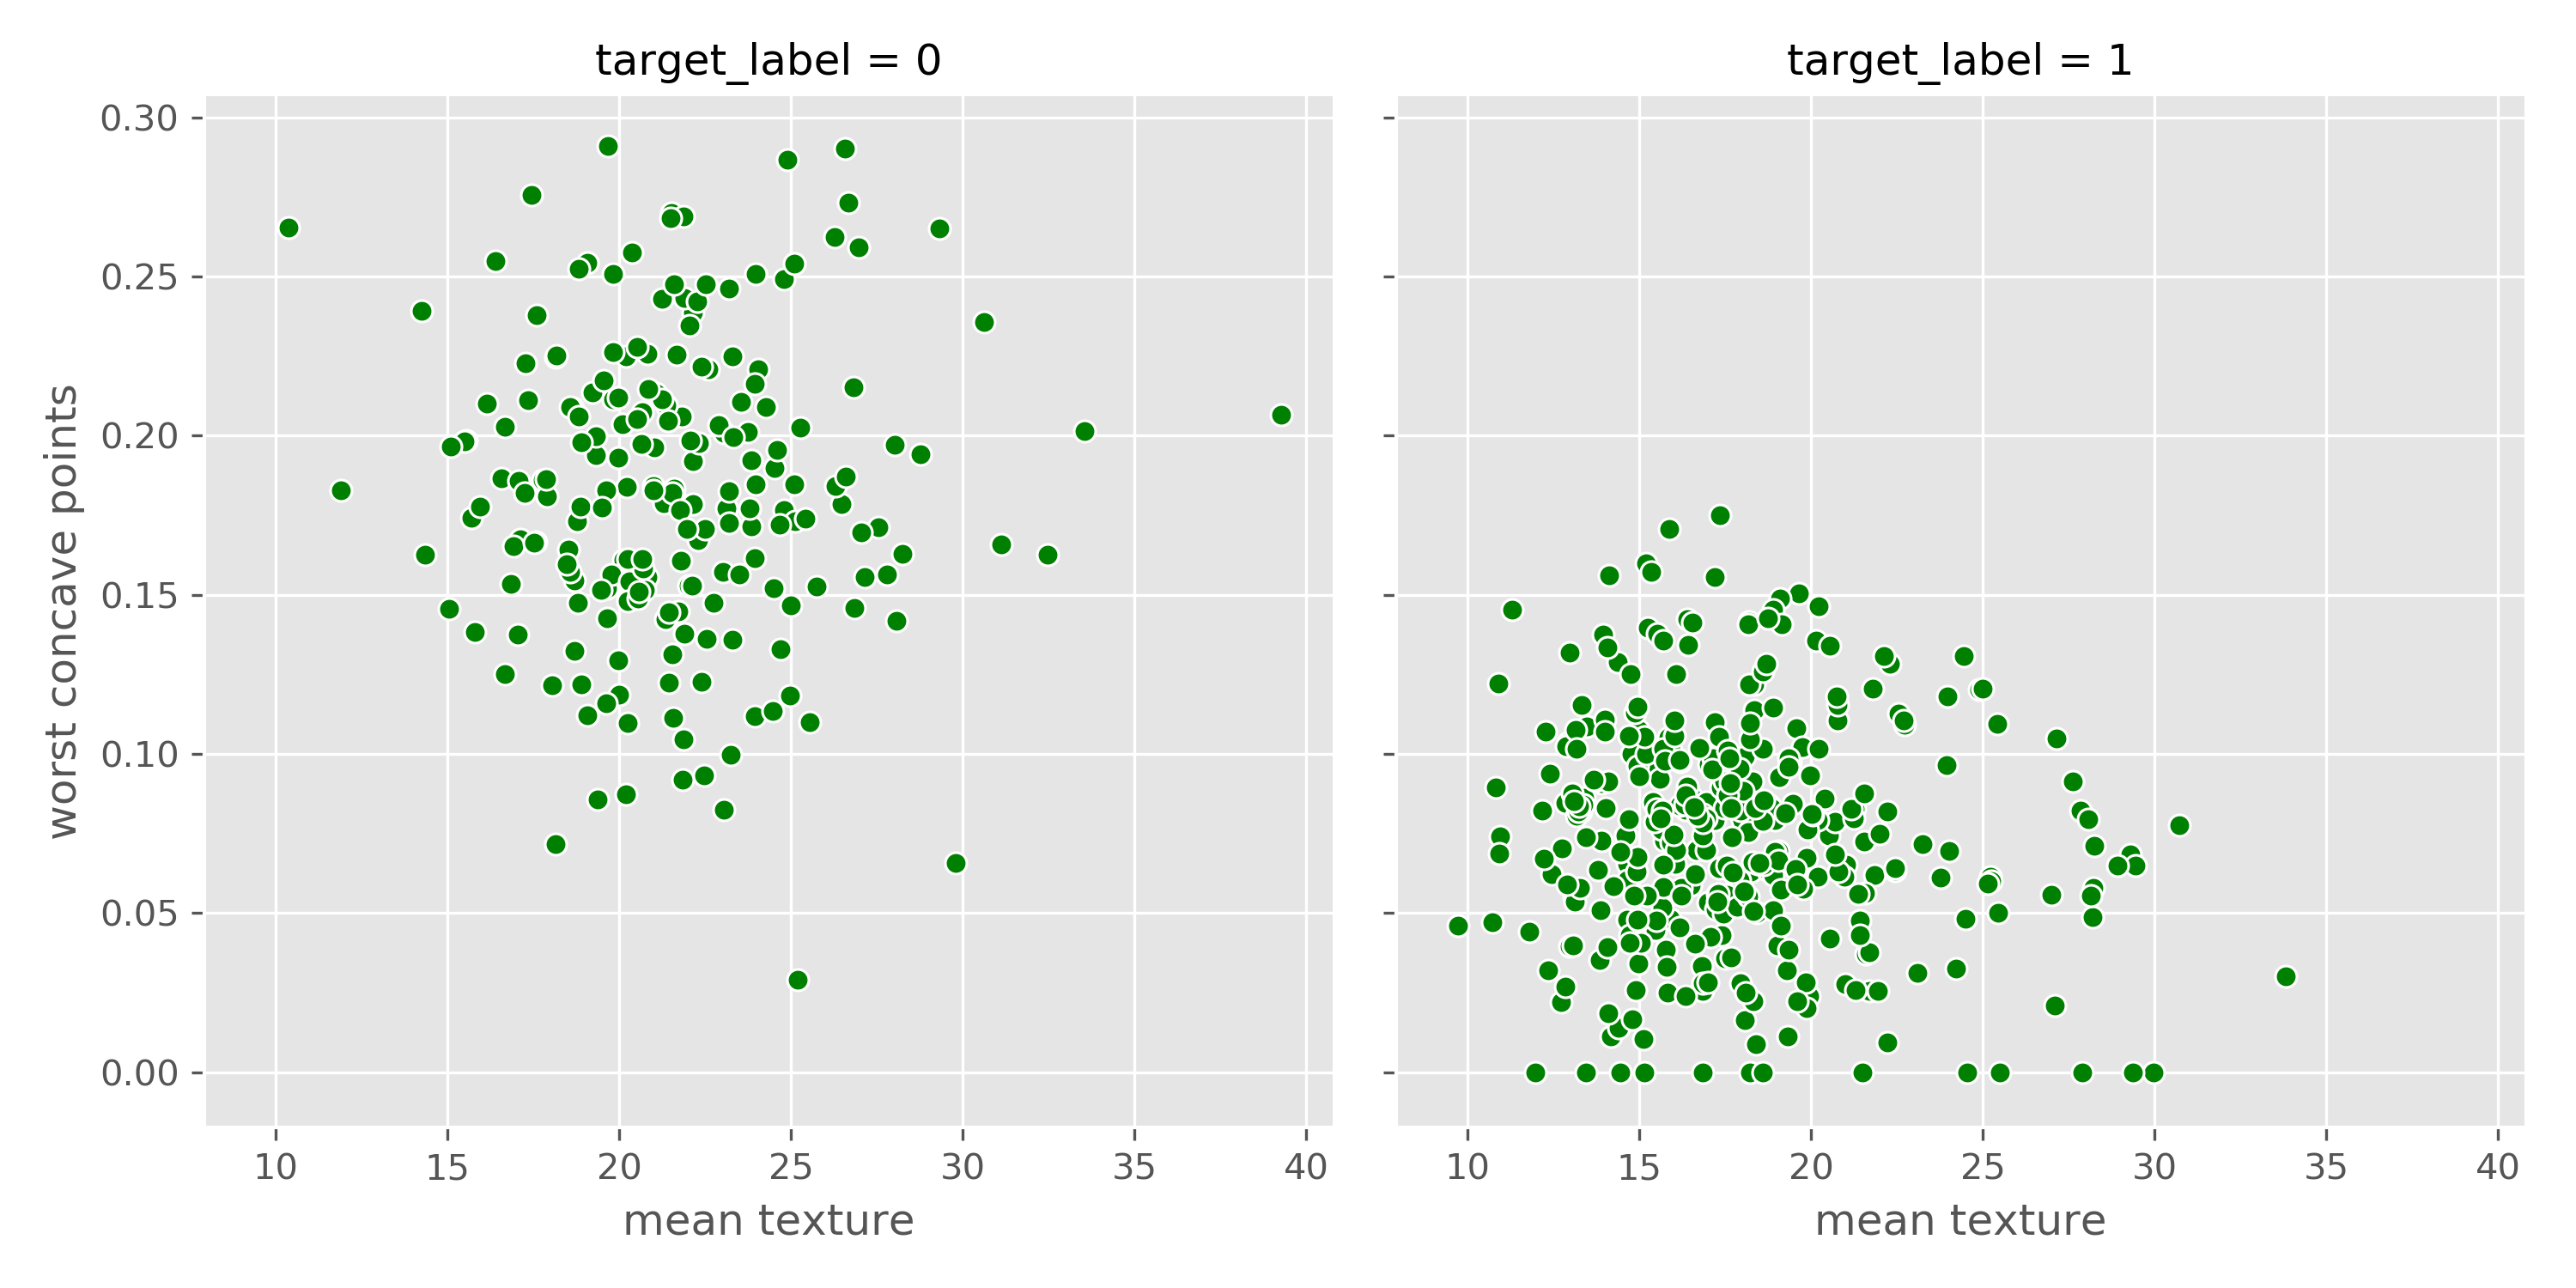 target_label = 0
target_label = 1
0.30
0.25
0.20
0.15
0.10
0.05
0.00
worst concave points
10 15 20 25 30 35 40
10 15 20 25 30 35 40
mean texture
mean texture